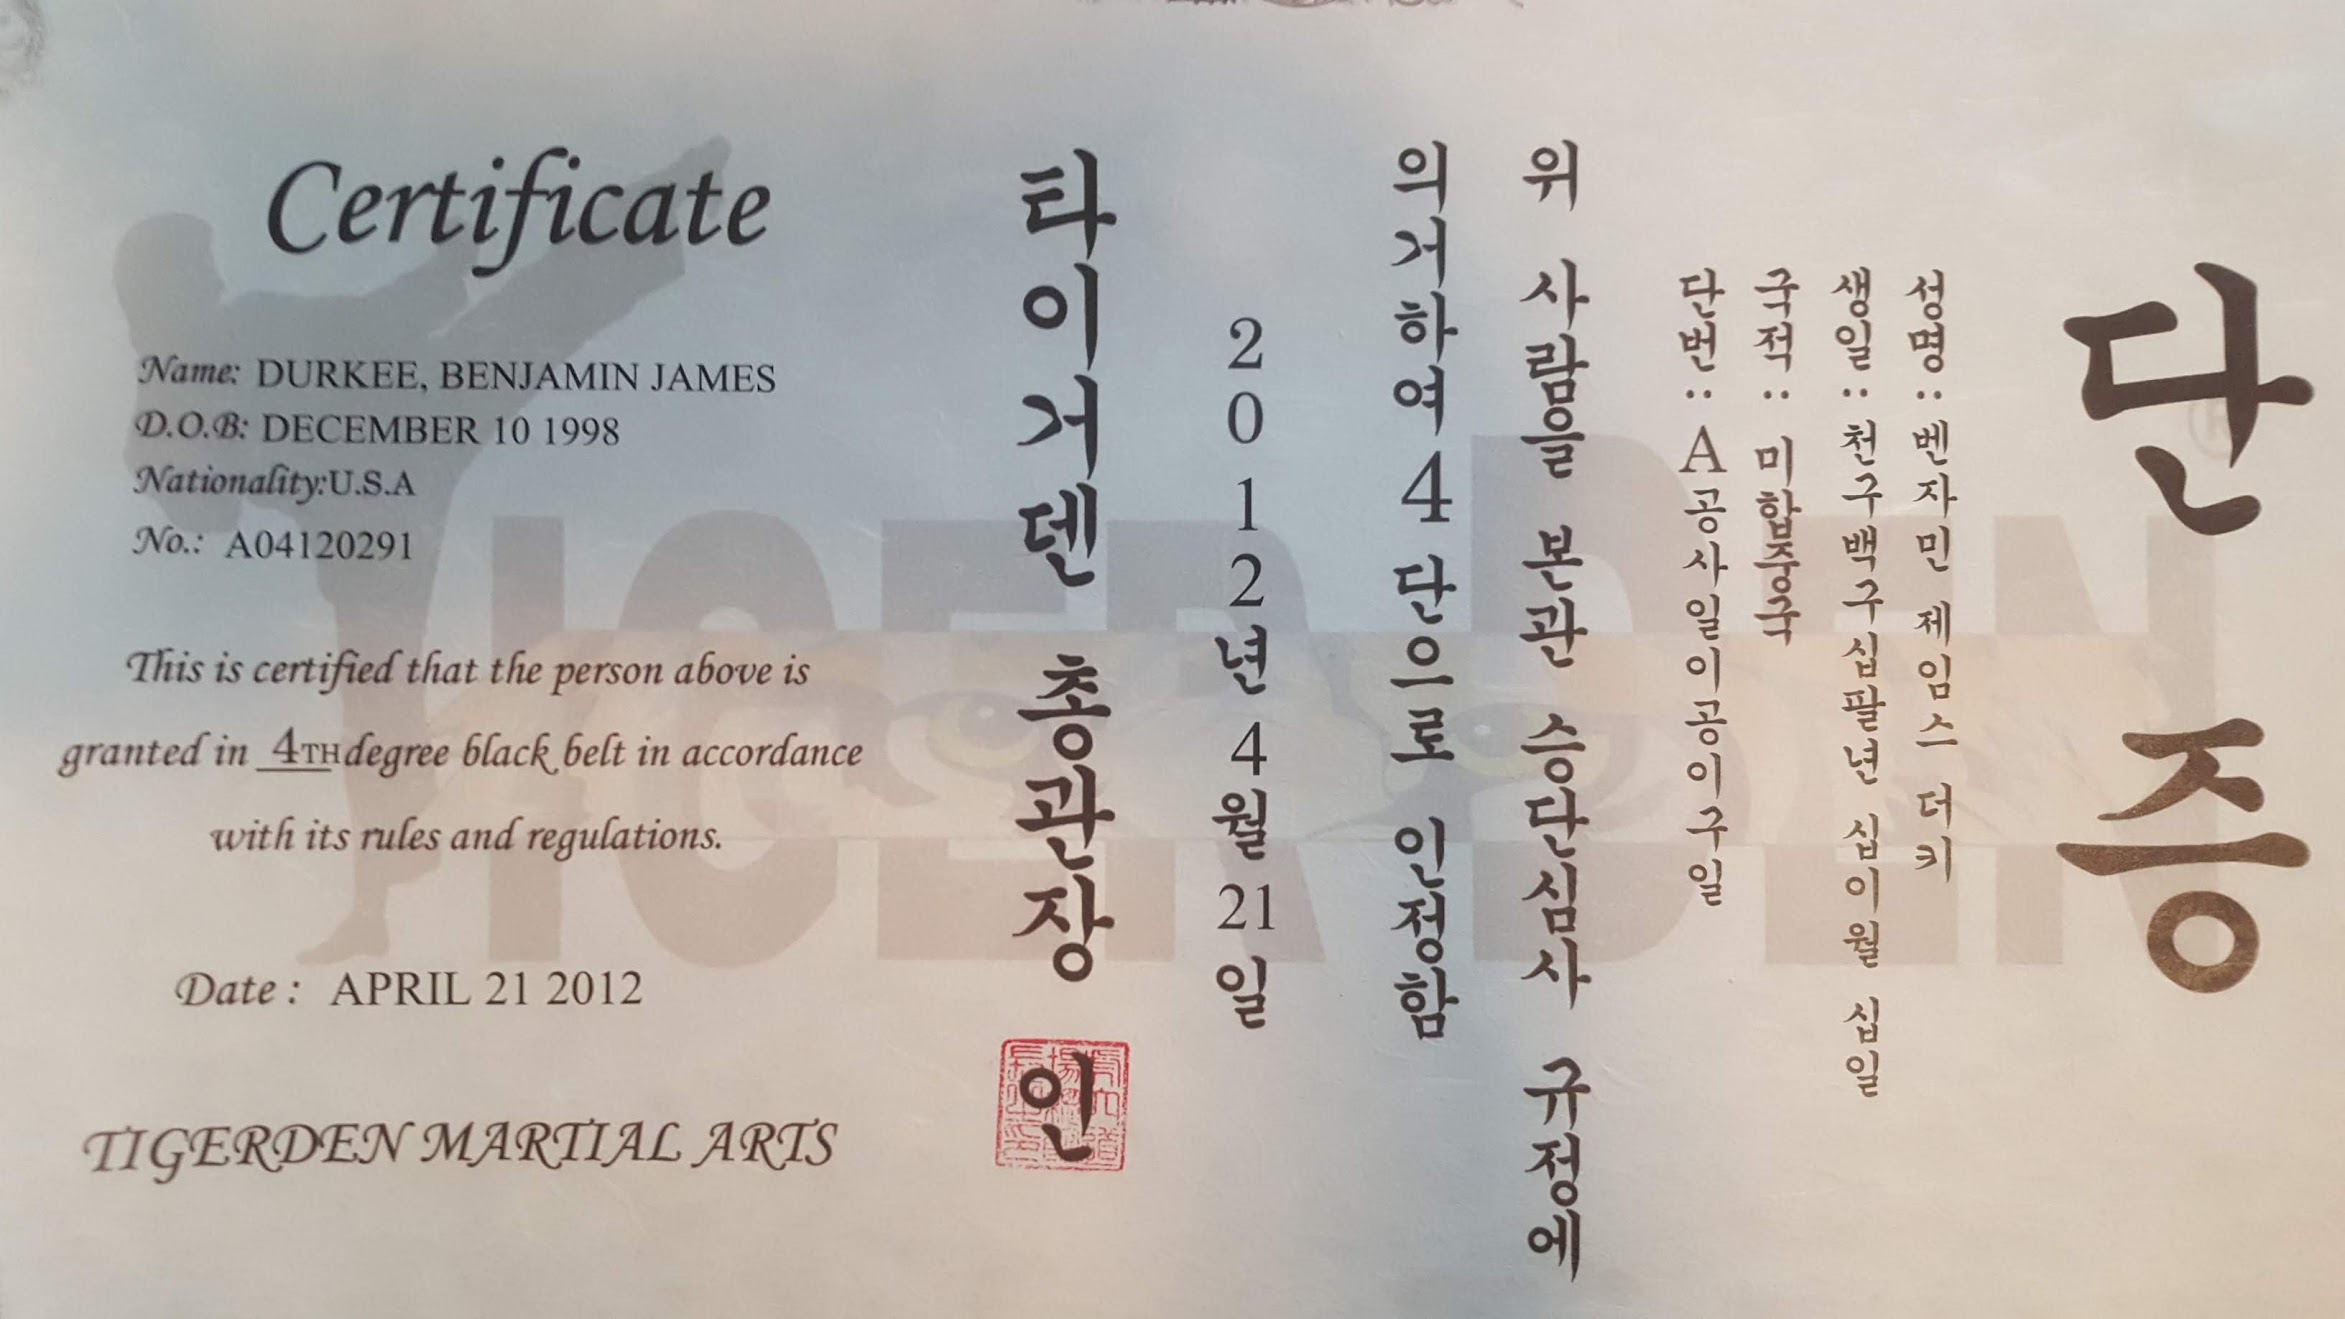 Certificate
Name: DURKEE, BENJAMIN JAMES
D.O.B: DECEMBER 10 1998
Nationality:U.S.A
No.: A04120291
This is certified that the person above is
granted in 4TH degree black belt in accordance
with its rules and regulations.
Date : APRIL 21 2012
TIGERDEN MARTIAL ARTS
단 증
성명: 벤자민 제임스 더키
생일: 천구백구십팔년 십이월 십일
국적: 미합중국
단번: A공사일이공이구일
위 사람을 본관 승단심사 규정에
의거하여 4단으로 인정함
2012년 4월 21일
타이거덴 총관장 인
TIGER DEN